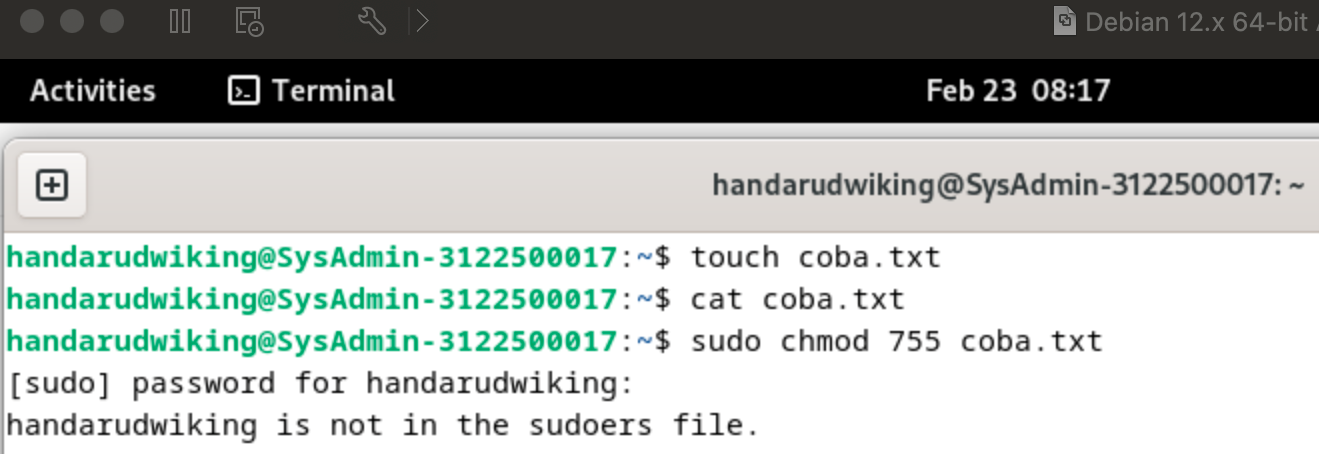 Debian 12.x 64-bit
Activities Terminal Feb 23 08:17
handarudwiking@SysAdmin-3122500017: ~
handarudwiking@SysAdmin-3122500017:~$ touch coba.txt
handarudwiking@SysAdmin-3122500017:~$ cat coba.txt
handarudwiking@SysAdmin-3122500017:~$ sudo chmod 755 coba.txt
[sudo] password for handarudwiking:
handarudwiking is not in the sudoers file.